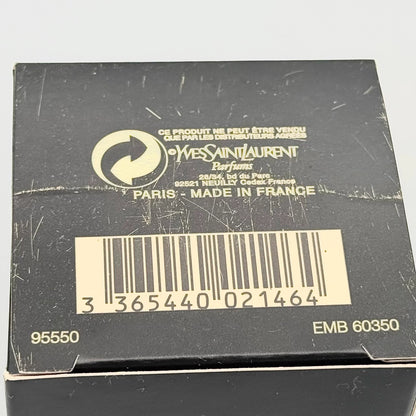 CE PRODUIT NE PEUT ÊTRE VENDU
QUE PAR LES DISTRIBUTEURS AGRÉÉS
YVESSAINTLAURENT
Parfums
28/34, bd du Parc
92521 NEUILLY Cedex France
PARIS - MADE IN FRANCE
3 365440 021464
95550 EMB 60350